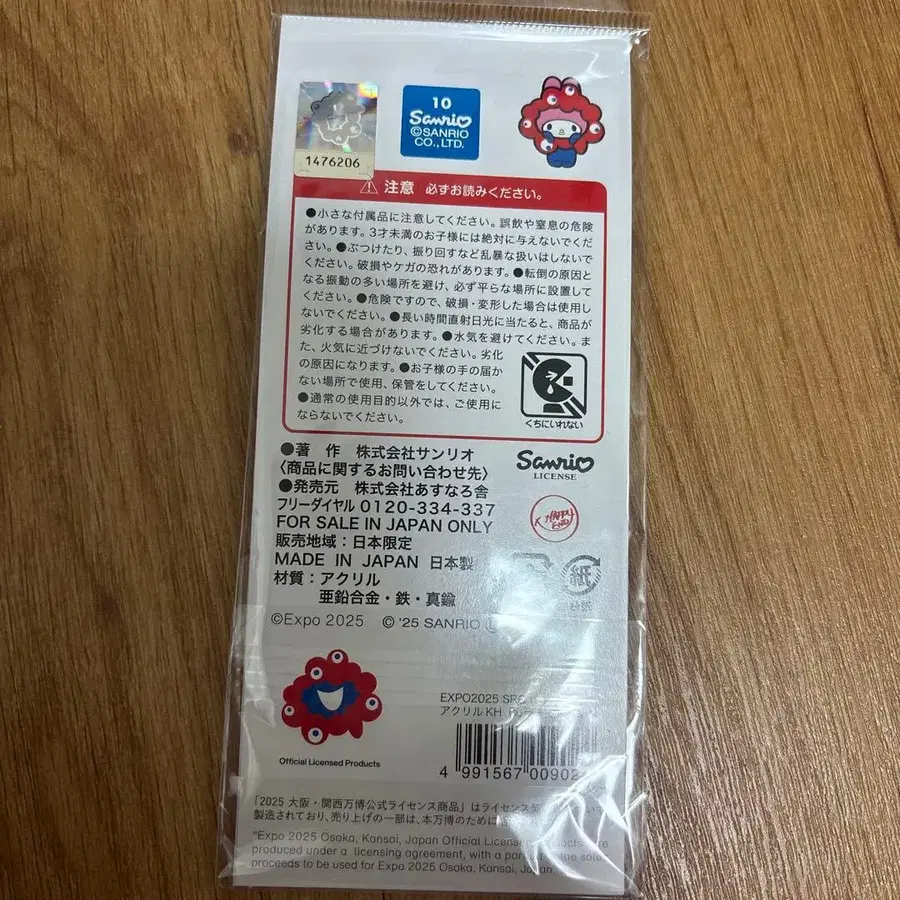 1476206
10
Sanrio
©SANRIO
CO.,LTD.
注意 必ずお読みください。
●小さな付属品に注意してください。誤飲や窒息の危険
があります。3才未満のお子様には絶対に与えないでくだ
さい。●ぶつけたり、振り回すなど乱暴な扱いはしないで
ください。破損やケガの恐れがあります。●転倒の原因と
なる振動の多い場所を避け、必ず平らな場所に設置して
ください。●危険ですので、破損・変形した場合は使用し
ないでください。●長い時間直射日光に当たると、商品が
劣化する場合があります。●水気を避けてください。ま
た、火気に近づけないでください。劣化
の原因になります。●お子様の手の届か
ない場所で使用、保管をしてください。
●通常の使用目的以外では、ご使用に
ならないでください。
くちにいれない
●著 作 株式会社サンリオ
〈商品に関するお問い合わせ先〉
●発売元 株式会社あすなろ舎
フリーダイヤル 0120-334-337
FOR SALE IN JAPAN ONLY
販売地域：日本限定
MADE IN JAPAN 日本製
材質：アクリル
亜鉛合金・鉄・真鍮
Sanrio
LICENSE
紙
台紙
©Expo 2025 © '25 SANRIO
Official Licensed Products
EXPO2025
アクリルKH
4 991567 00902
「2025 大阪・関西万博公式ライセンス商品」はライセンス
製造されており、売り上げの一部は、本万博のために
"Expo 2025 Osaka, Kansai, Japan Official Licensed Products are
produced under a licensing agreement, with a portion of the sales
proceeds to be used for Expo 2025 Osaka, Kansai, Japan.